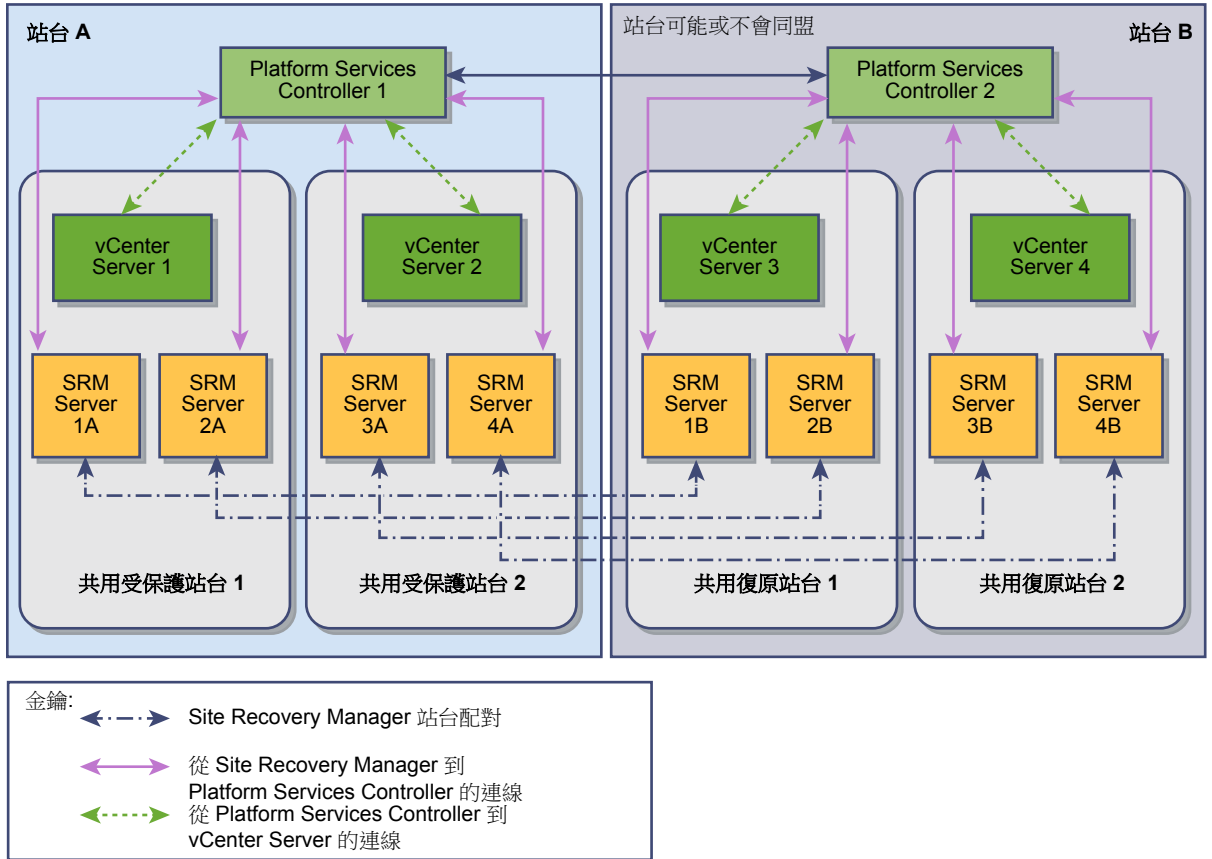 站台 A
站台可能或不會同盟
站台 B
Platform Services
Controller 1
Platform Services
Controller 2
vCenter
Server 1
vCenter
Server 2
vCenter
Server 3
vCenter
Server 4
SRM
Server
1A
SRM
Server
2A
SRM
Server
3A
SRM
Server
4A
SRM
Server
1B
SRM
Server
2B
SRM
Server
3B
SRM
Server
4B
共用受保護站台 1
共用受保護站台 2
共用復原站台 1
共用復原站台 2
金鑰:
Site Recovery Manager 站台配對
從 Site Recovery Manager 到
Platform Services Controller 的連線
從 Platform Services Controller 到
vCenter Server 的連線